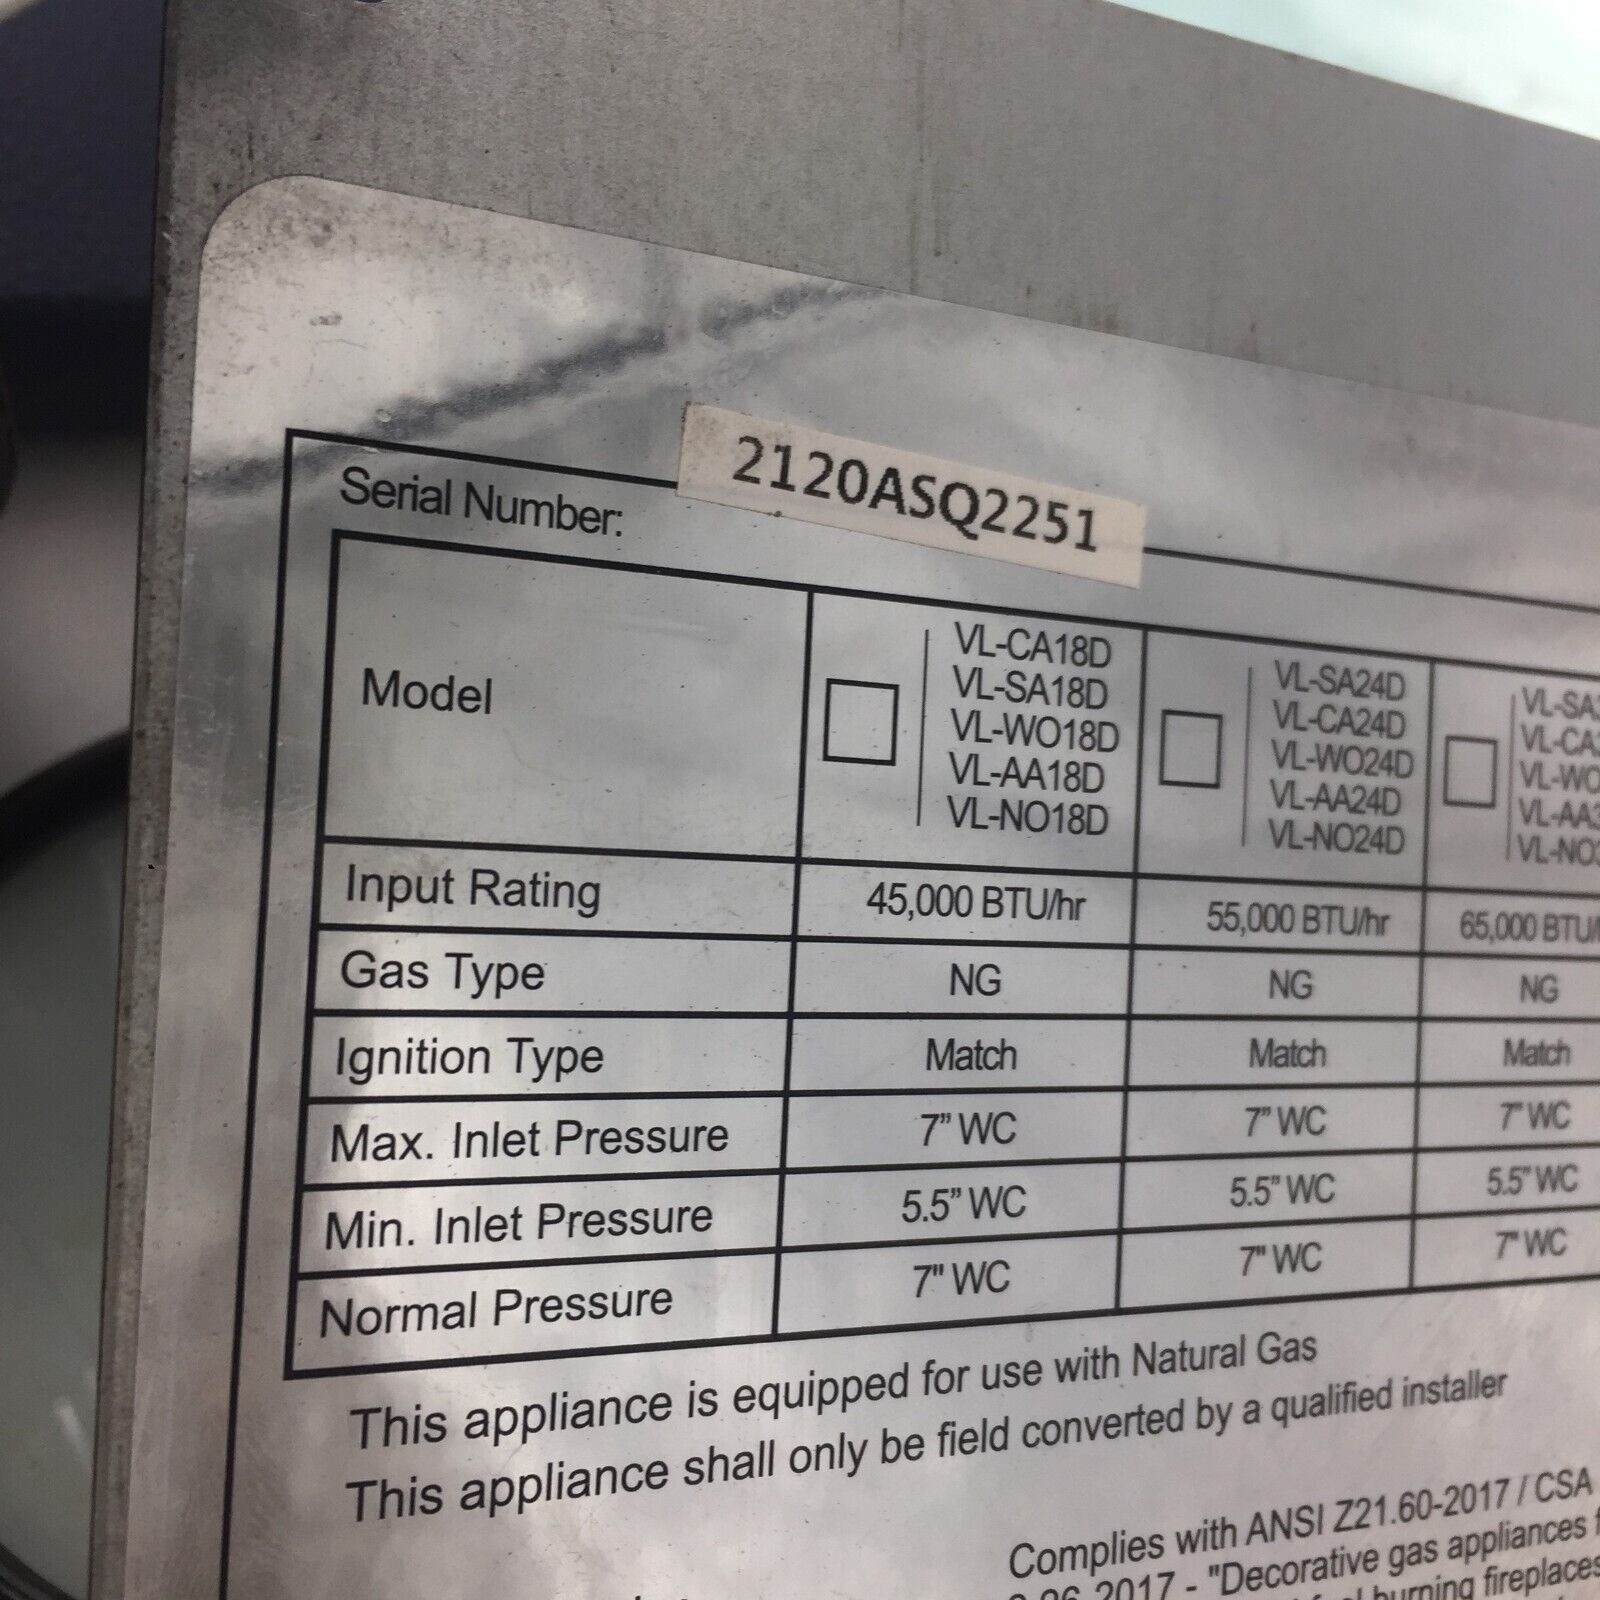 2120ASQ2251
Serial Number:
Model
VL-CA18D
VL-SA18D
VL-WO18D
VL-AA18D
VL-NO18D
VL-SA24D
VL-CA24D
VL-WO24D
VL-AA24D
VL-NO24D
Input Rating 45,000 BTU/hr 55,000 BTU/hr 65,000
Gas Type NG NG NG
Ignition Type Match Match Match
Max. Inlet Pressure 7” WC 7” WC 7” WC
Min. Inlet Pressure 5.5” WC 5.5” WC 5.5” WC
Normal Pressure 7" WC 7" WC 7" WC
This appliance is equipped for use with Natural Gas
This appliance shall only be field converted by a qualified installer
Complies with ANSI Z21.60-2017 / CSA
2017 - "Decorative gas appliances
burning fireplaces